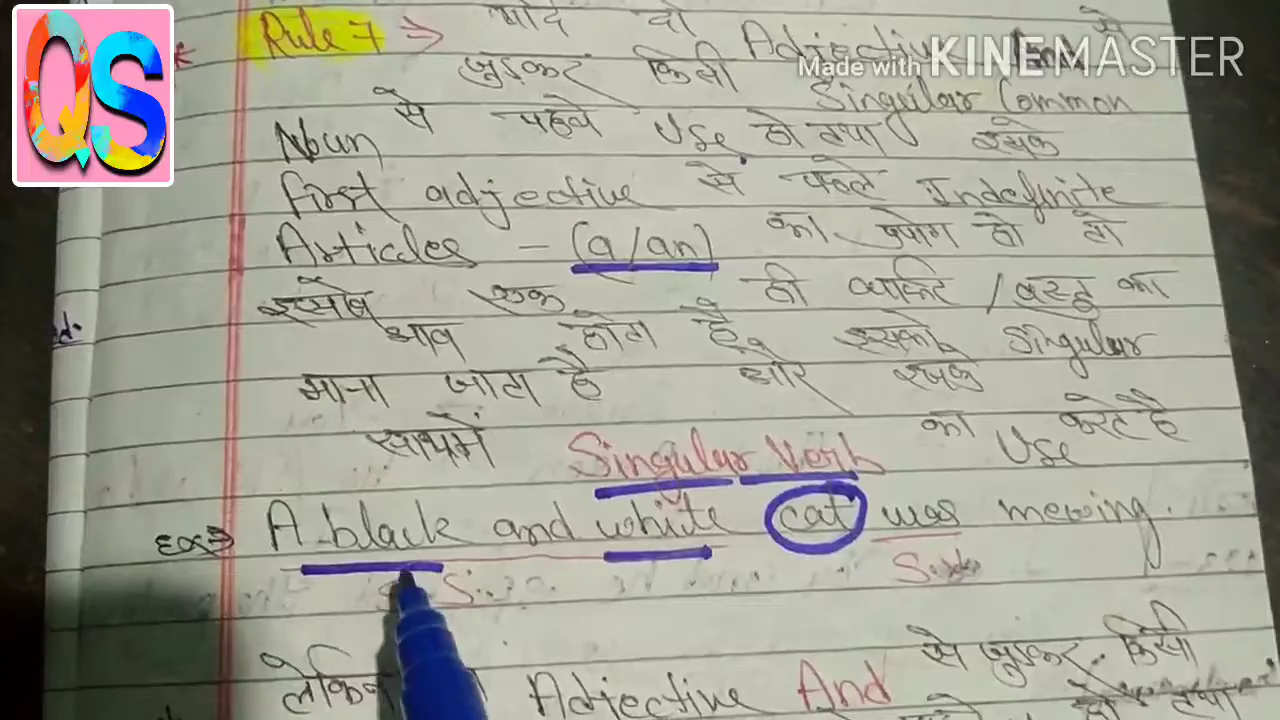 QS
Made with KINEMASTER
Rule 7 ⇒ यदि दो Adjective And से
जुड़कर किसी Singular Common
Noun से पहले Use हो तथा इसके
first adjective से पहले Indefinite
Articles – (a/an) का प्रयोग हो तो
इससे एक ही व्यक्ति / वस्तु का
भाव होता है, इसको Singular
माना जाता है और इसके
साथ में Singular Verb का Use करते है
Ex⇒ A black and white cat was mewing.
S. S.
लेकिन Adjective And से जुड़कर किसी